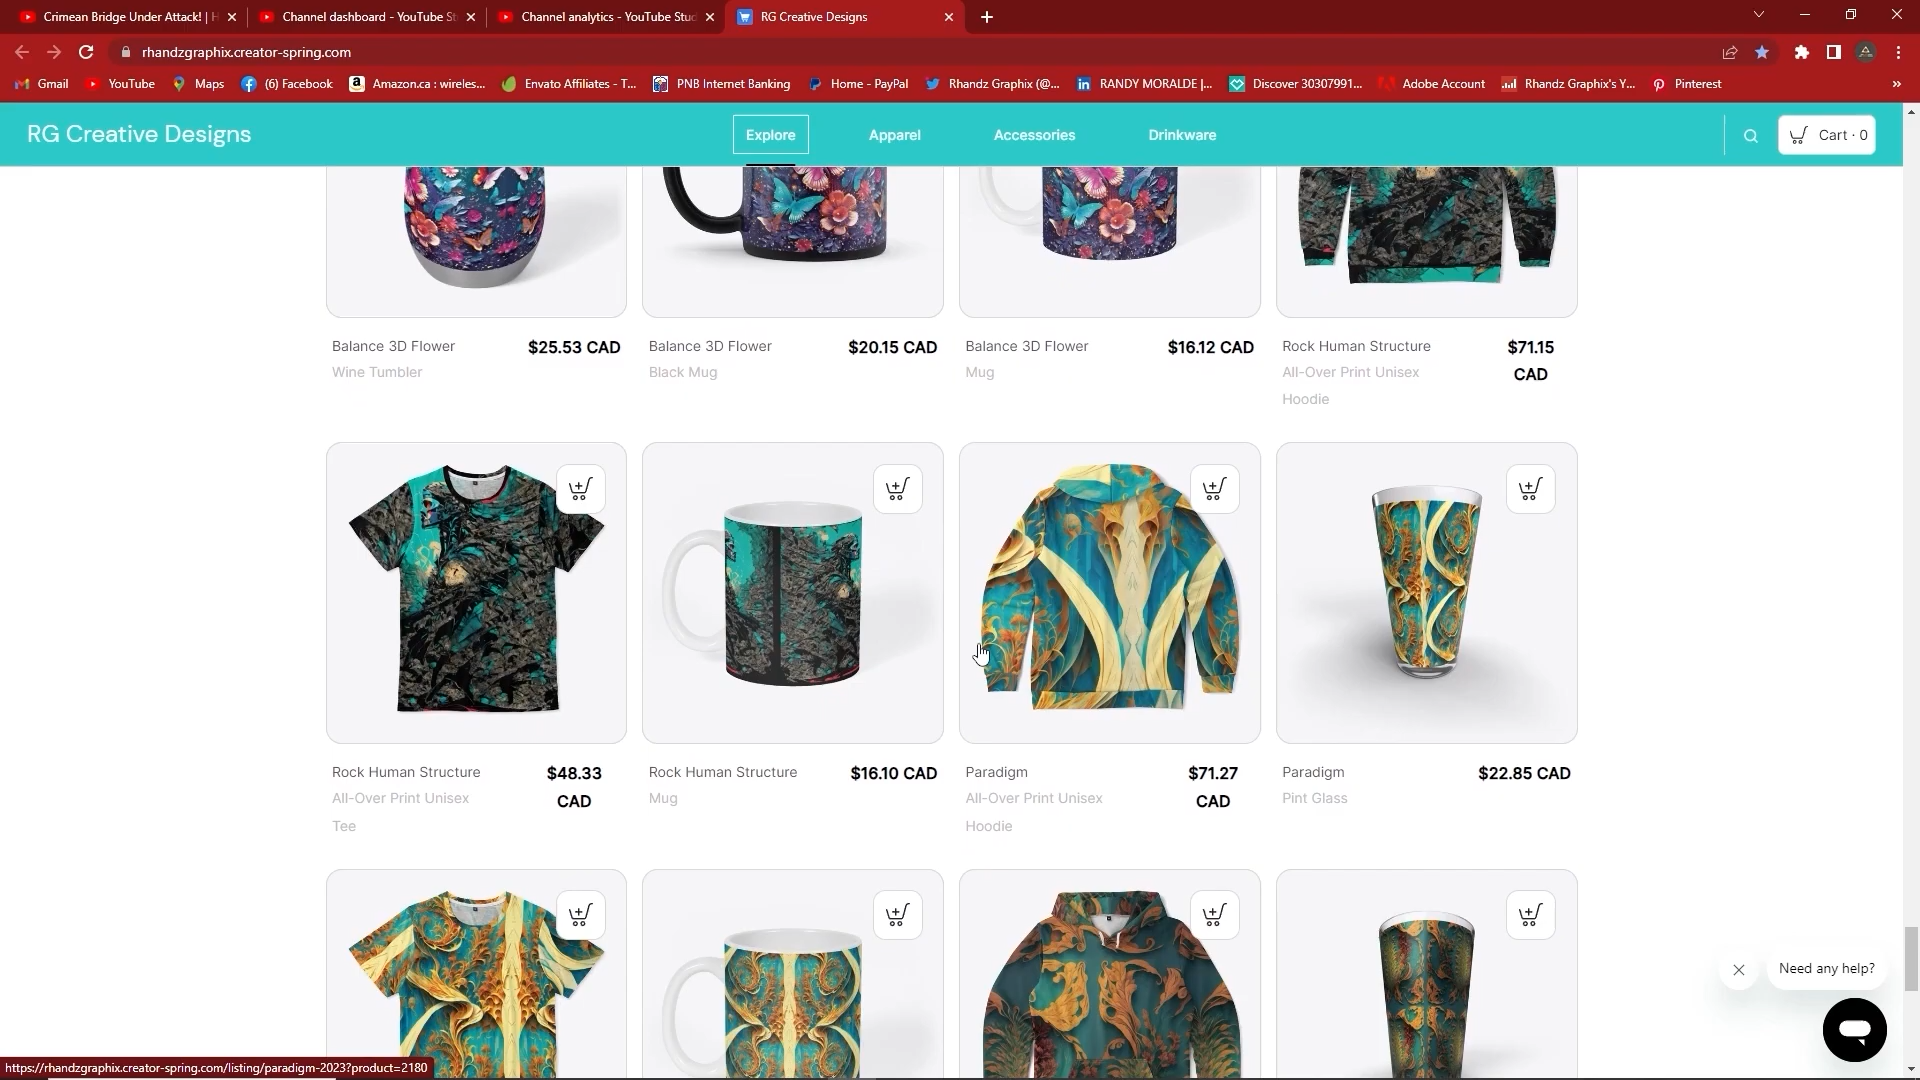 Crimean Bridge Under Attack! | H
Channel dashboard - YouTube St
Channel analytics - YouTube Stud
RG Creative Designs
rhandzgraphix.creator-spring.com
Gmail
YouTube
Maps
(6) Facebook
Amazon.ca : wireles...
Envato Affiliates - T...
PNB Internet Banking
Home - PayPal
Rhandz Graphix (@...
RANDY MORALDE |...
Discover 30307991...
Adobe Account
Rhandz Graphix's Y...
Pinterest
RG Creative Designs
Explore
Apparel
Accessories
Drinkware
Cart · 0
Balance 3D Flower
$25.53 CAD
Wine Tumbler
Balance 3D Flower
$20.15 CAD
Black Mug
Balance 3D Flower
$16.12 CAD
Mug
Rock Human Structure
$71.15
CAD
All-Over Print Unisex
Hoodie
Rock Human Structure
$48.33
CAD
All-Over Print Unisex
Tee
Rock Human Structure
$16.10 CAD
Mug
Paradigm
$71.27
CAD
All-Over Print Unisex
Hoodie
Paradigm
$22.85 CAD
Pint Glass
Need any help?
https://rhandzgraphix.creator-spring.com/listing/paradigm-2023?product=2180